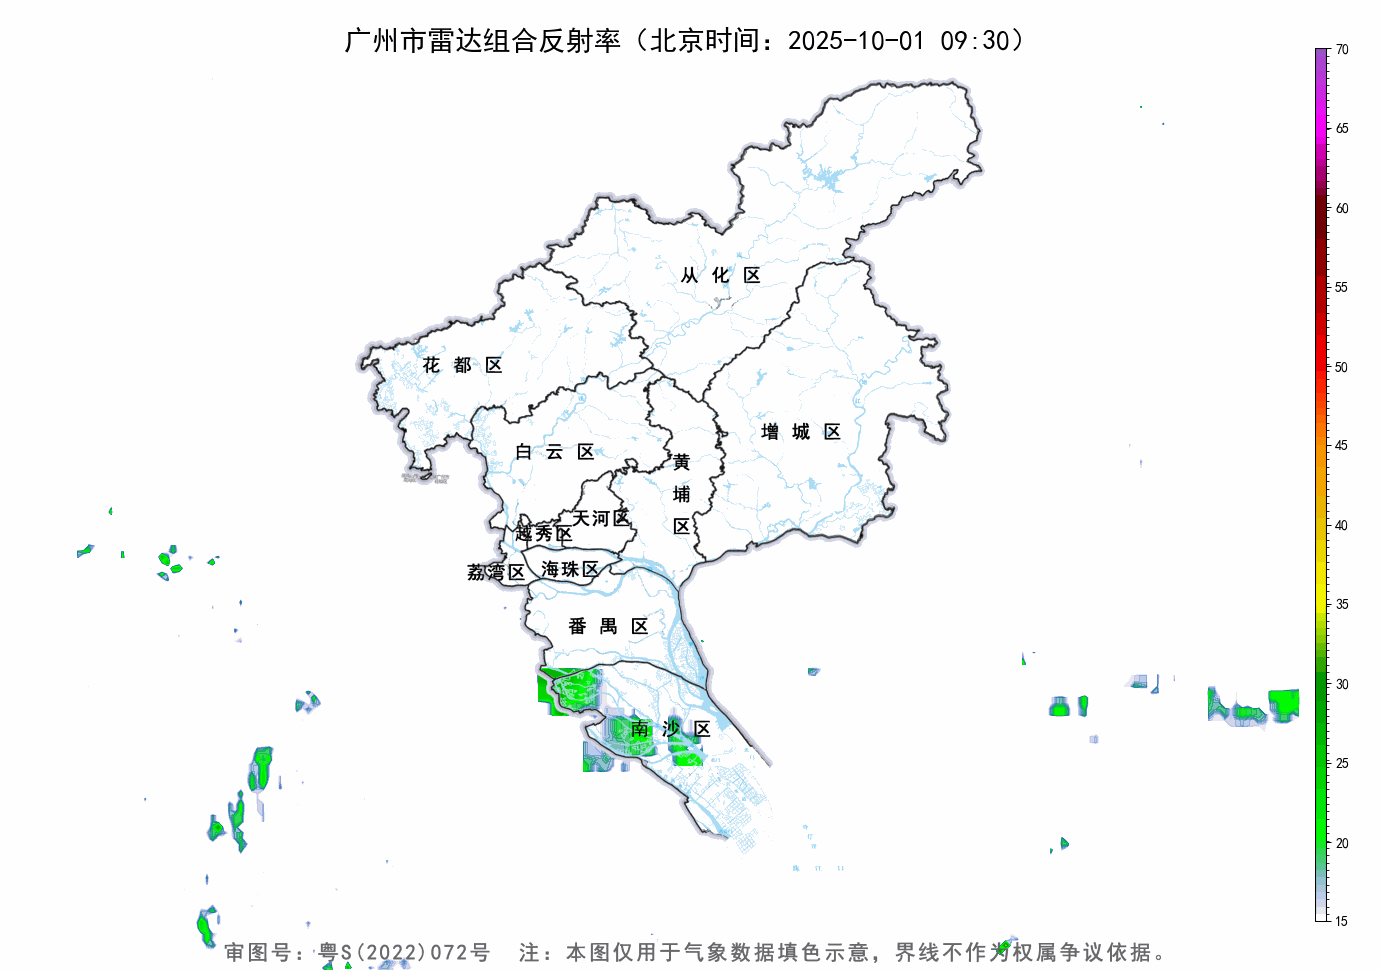 广州市雷达组合反射率（北京时间：2025-10-01 09:30）
70
65
60
55
50
45
40
35
30
25
20
15
从化区
花都区
增城区
白云区
黄埔区
天河区
越秀区
荔湾区
海珠区
番禺区
南沙区
审图号：粤S(2022)072号 注：本图仅用于气象数据填色示意，界线不作为权属争议依据。